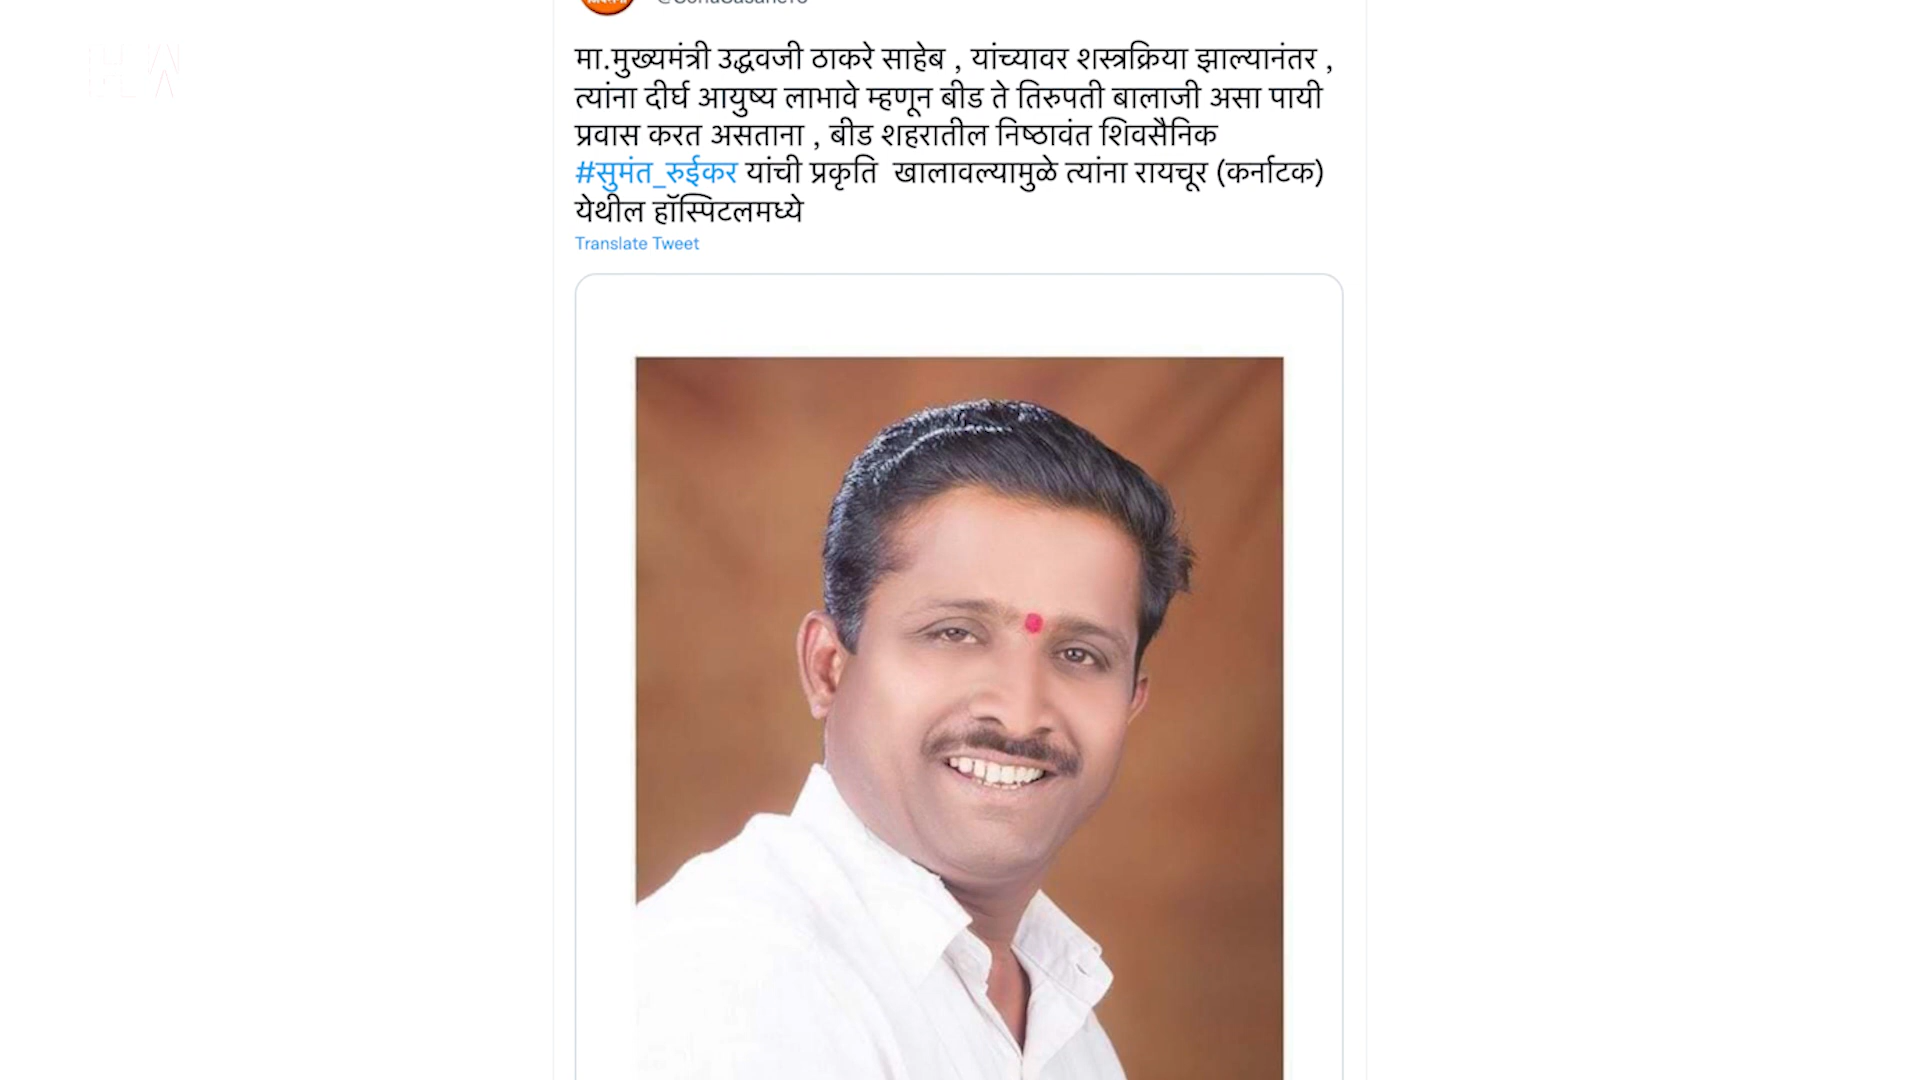 मा.मुख्यमंत्री उद्धवजी ठाकरे साहेब , यांच्यावर शस्त्रक्रिया झाल्यानंतर ,
त्यांना दीर्घ आयुष्य लाभावे म्हणून बीड ते तिरुपती बालाजी असा पायी
प्रवास करत असताना , बीड शहरातील निष्ठावंत शिवसैनिक
#सुमंत_रुईकर यांची प्रकृति खालावल्यामुळे त्यांना रायचूर (कर्नाटक)
येथील हॉस्पिटलमध्ये
Translate Tweet